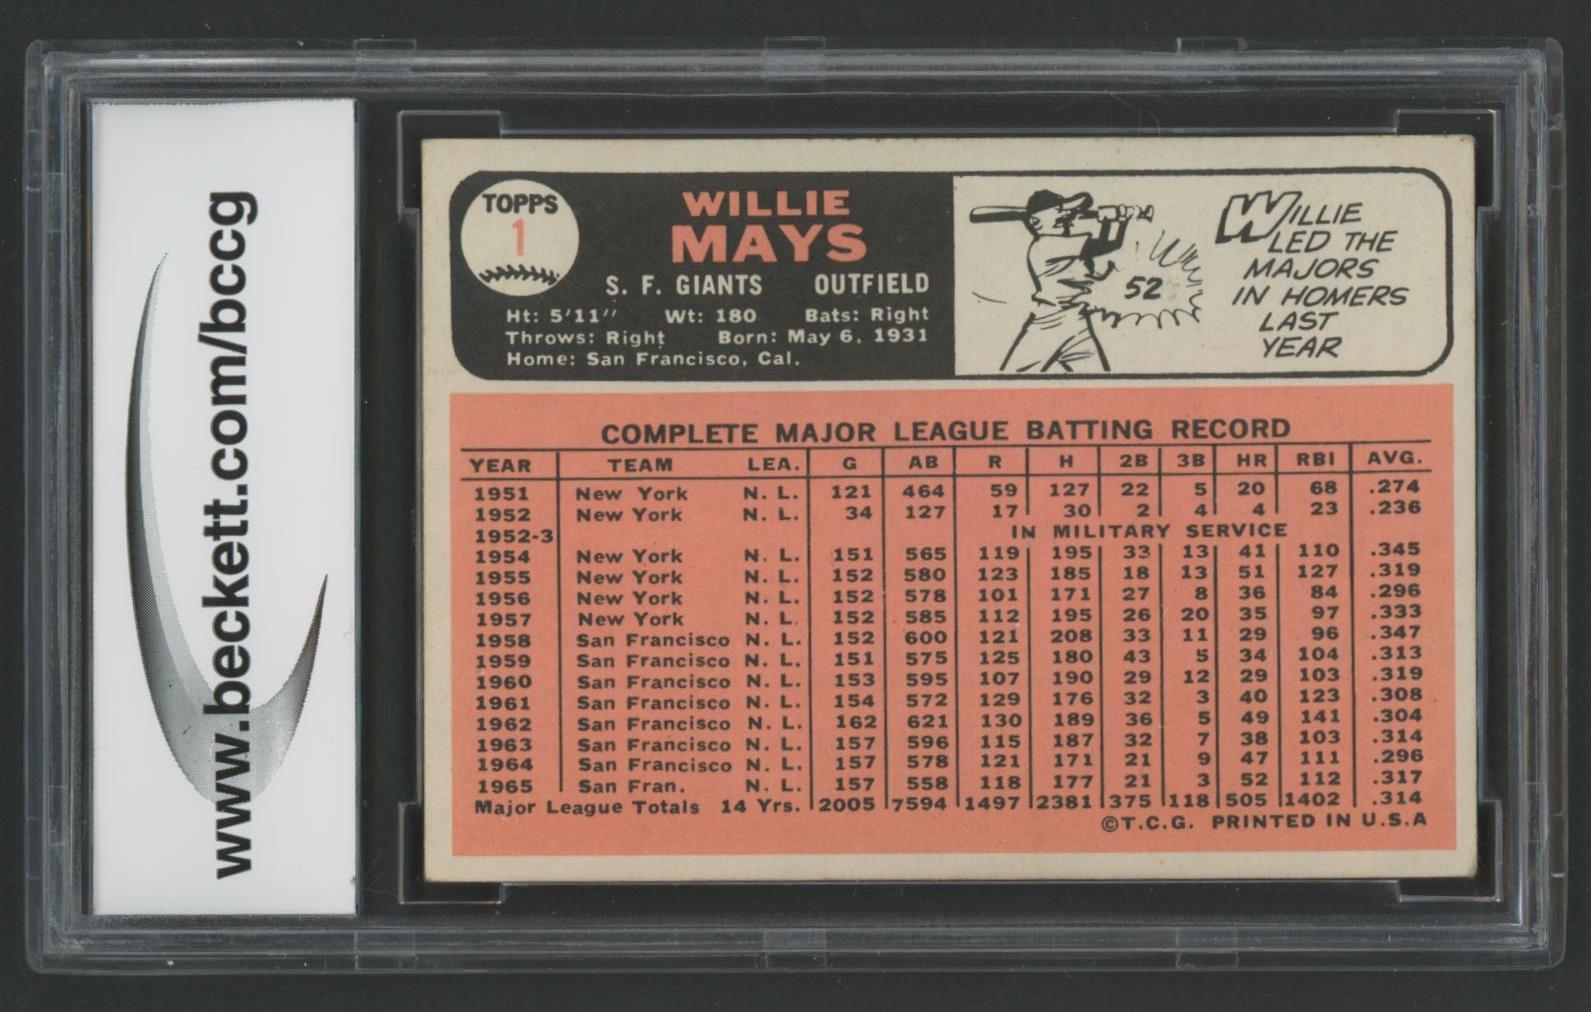 www.beckett.com/bccg
TOPPS
1
WILLIE
MAYS
S. F. GIANTS OUTFIELD
Ht: 5'11" Wt: 180 Bats: Right
Throws: Right Born: May 6, 1931
Home: San Francisco, Cal.
52
WILLIE
LED THE
MAJORS
IN HOMERS
LAST
YEAR
COMPLETE MAJOR LEAGUE BATTING RECORD
YEAR TEAM LEA. G AB R H 2B 3B HR RBI AVG.
1951 New York N. L. 121 464 59 127 22 5 20 68 .274
1952 New York N. L. 34 127 17 30 2 4 4 23 .236
1952-3 IN MILITARY SERVICE
1954 New York N. L. 151 565 119 195 33 13 41 110 .345
1955 New York N. L. 152 580 123 185 18 13 51 127 .319
1956 New York N. L. 152 578 101 171 27 8 36 84 .296
1957 New York N. L. 152 585 112 195 26 20 35 97 .333
1958 San Francisco N. L. 152 600 121 208 33 11 29 96 .347
1959 San Francisco N. L. 151 575 125 180 43 5 34 104 .313
1960 San Francisco N. L. 153 595 107 190 29 12 29 103 .319
1961 San Francisco N. L. 154 572 129 176 32 3 40 123 .308
1962 San Francisco N. L. 162 621 130 189 36 5 49 141 .304
1963 San Francisco N. L. 157 596 115 187 32 7 38 103 .314
1964 San Francisco N. L. 157 578 121 171 21 9 47 111 .296
1965 San Fran. N. L. 157 558 118 177 21 3 52 112 .317
Major League Totals 14 Yrs. 2005 7594 1497 2381 375 118 505 1402 .314
©T.C.G. PRINTED IN U.S.A